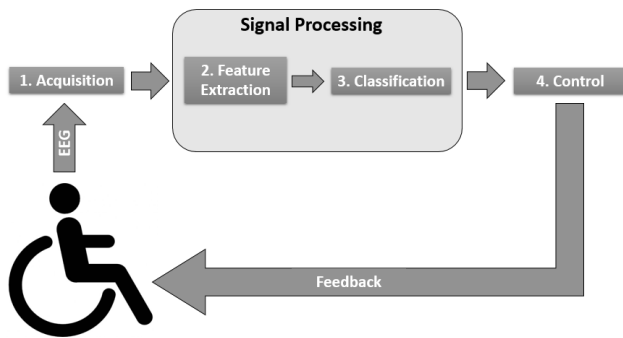 Signal Processing
1. Acquisition
2. Feature
Extraction
3. Classification
4. Control
EEG
Feedback